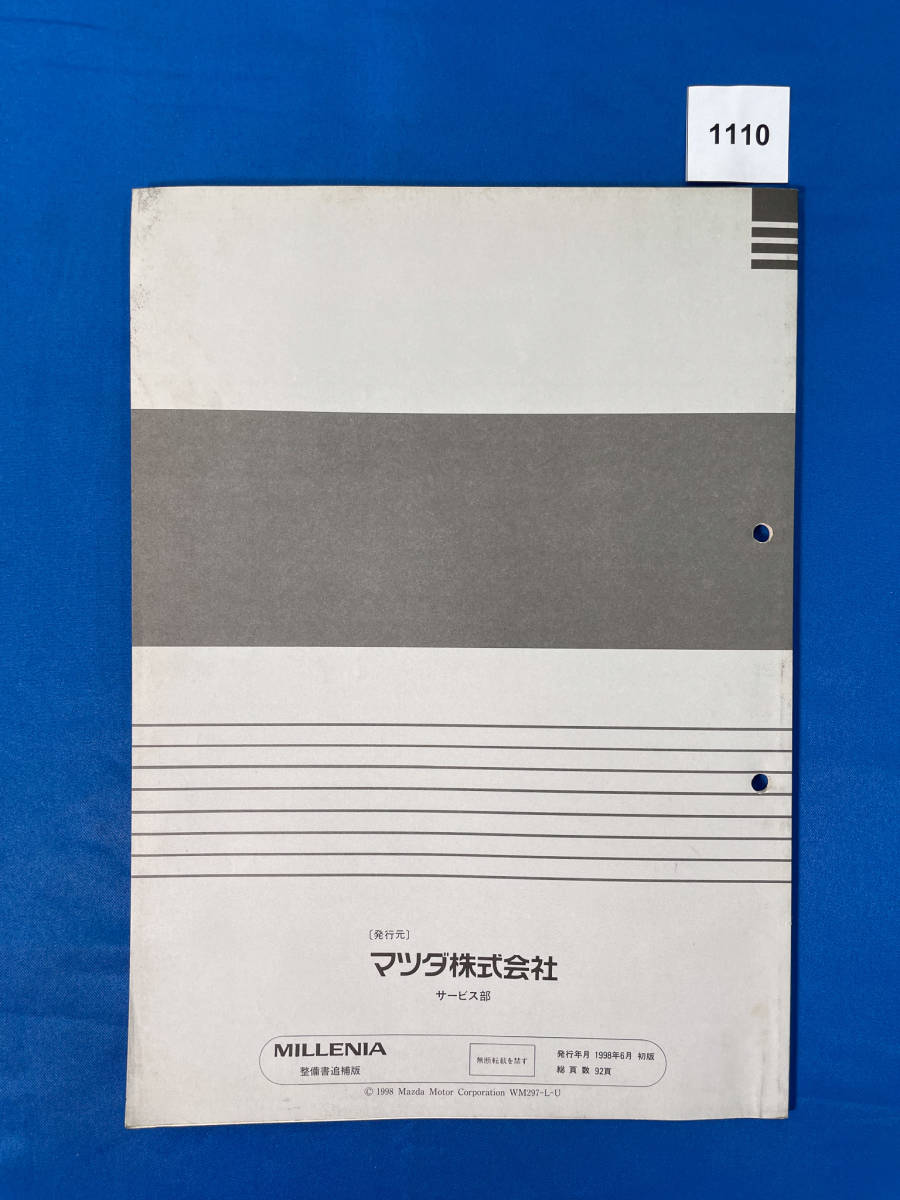 1110
〔発行元〕
マツダ株式会社
サービス部
MILLENIA
整備書追補版
無断転載を禁ず
発行年月 1998年6月 初版
総頁数 92頁
© 1998 Mazda Motor Corporation WM297-L-U